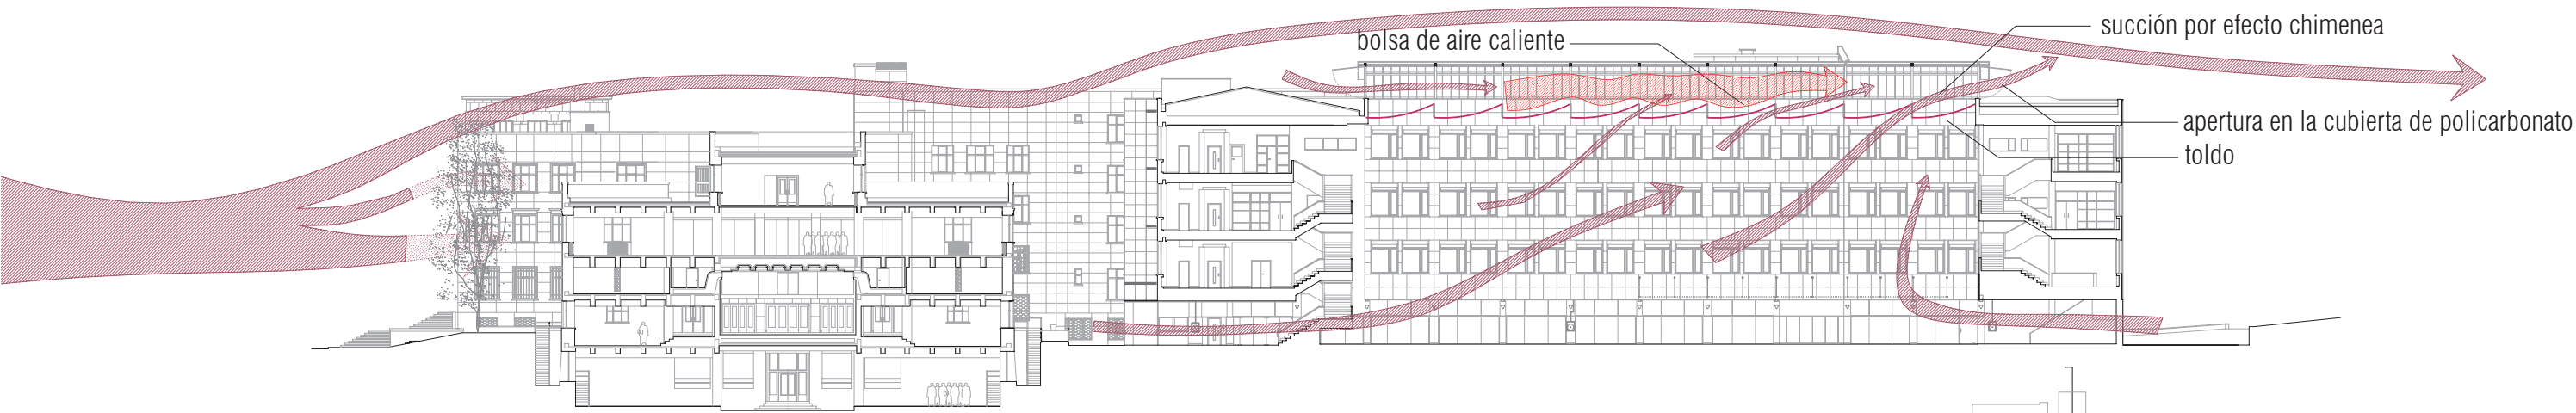 succión por efecto chimenea
bolsa de aire caliente
apertura en la cubierta de policarbonato
toldo